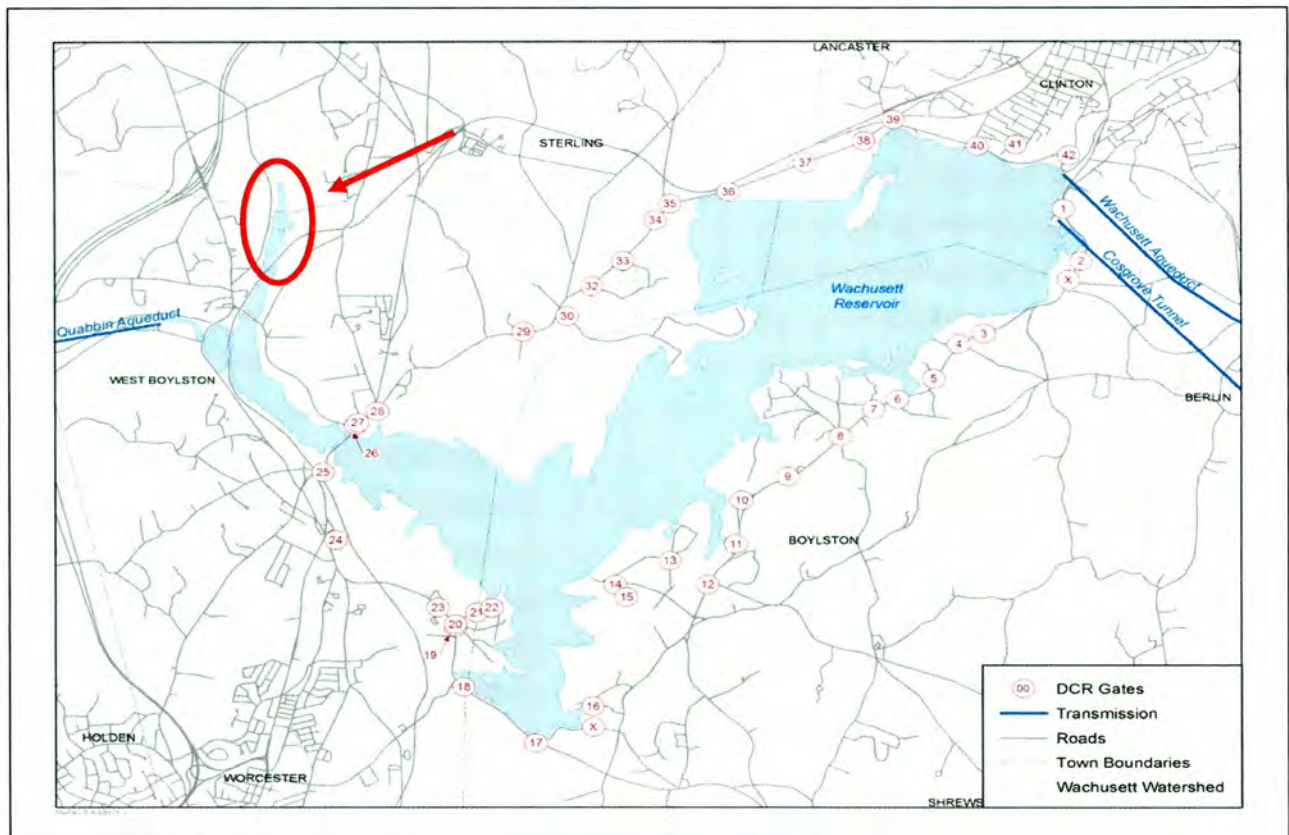 LANCASTER
CLINTON
39
38
40
41
42
STERLING
37
36
35
34
1
Wachusett Aqueduct
33
2
X
Cosgrove Tunnel
32
Wachusett
Reservoir
30
29
Quabbin Aqueduct
3
4
WEST BOYLSTON
5
BERLIN
28
6
7
27
26
8
25
9
10
24
11
BOYLSTON
13
12
14
15
23
22
21
20
19
18
16
X
17
HOLDEN
WORCESTER
SHREWS
00 DCR Gates
Transmission
Roads
Town Boundaries
Wachusett Watershed